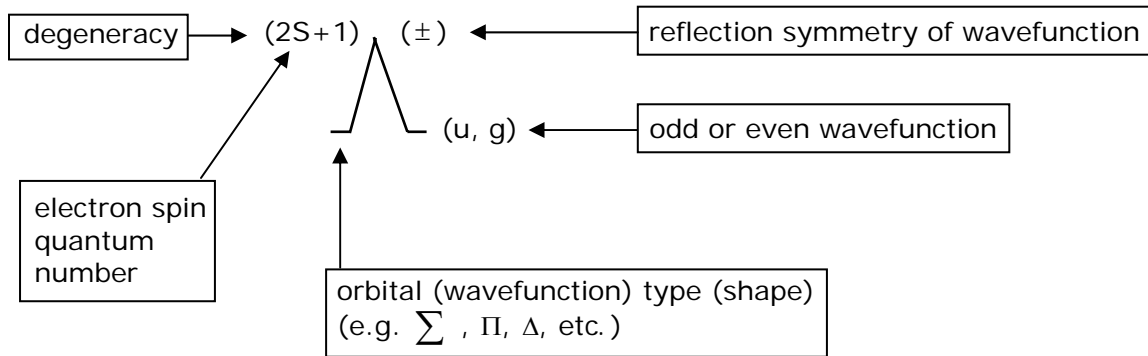 degeneracy
(2S+1)
(±)
reflection symmetry of wavefunction
Λ
(u, g)
odd or even wavefunction
electron spin
quantum
number
orbital (wavefunction) type (shape)
(e.g. ∑ , Π, Δ, etc.)